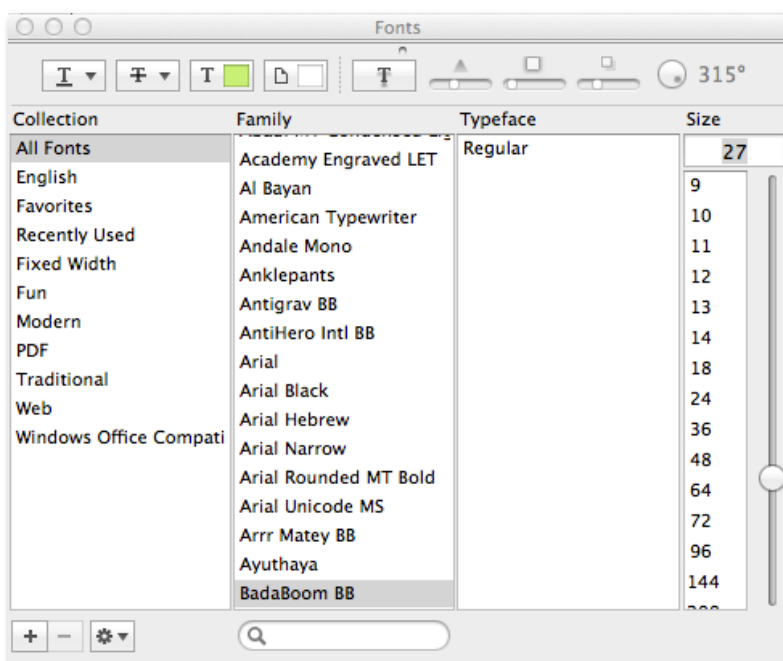 Fonts
T
T
T
T
315°
Collection
Family
Typeface
Size
All Fonts
English
Favorites
Recently Used
Fixed Width
Fun
Modern
PDF
Traditional
Web
Windows Office Compati
Academy Engraved LET
Al Bayan
American Typewriter
Andale Mono
Anklepants
Antigrav BB
AntiHero Intl BB
Arial
Arial Black
Arial Hebrew
Arial Narrow
Arial Rounded MT Bold
Arial Unicode MS
Arrr Matey BB
Ayuthaya
BadaBoom BB
Regular
27
9
10
11
12
13
14
18
24
36
48
64
72
96
144